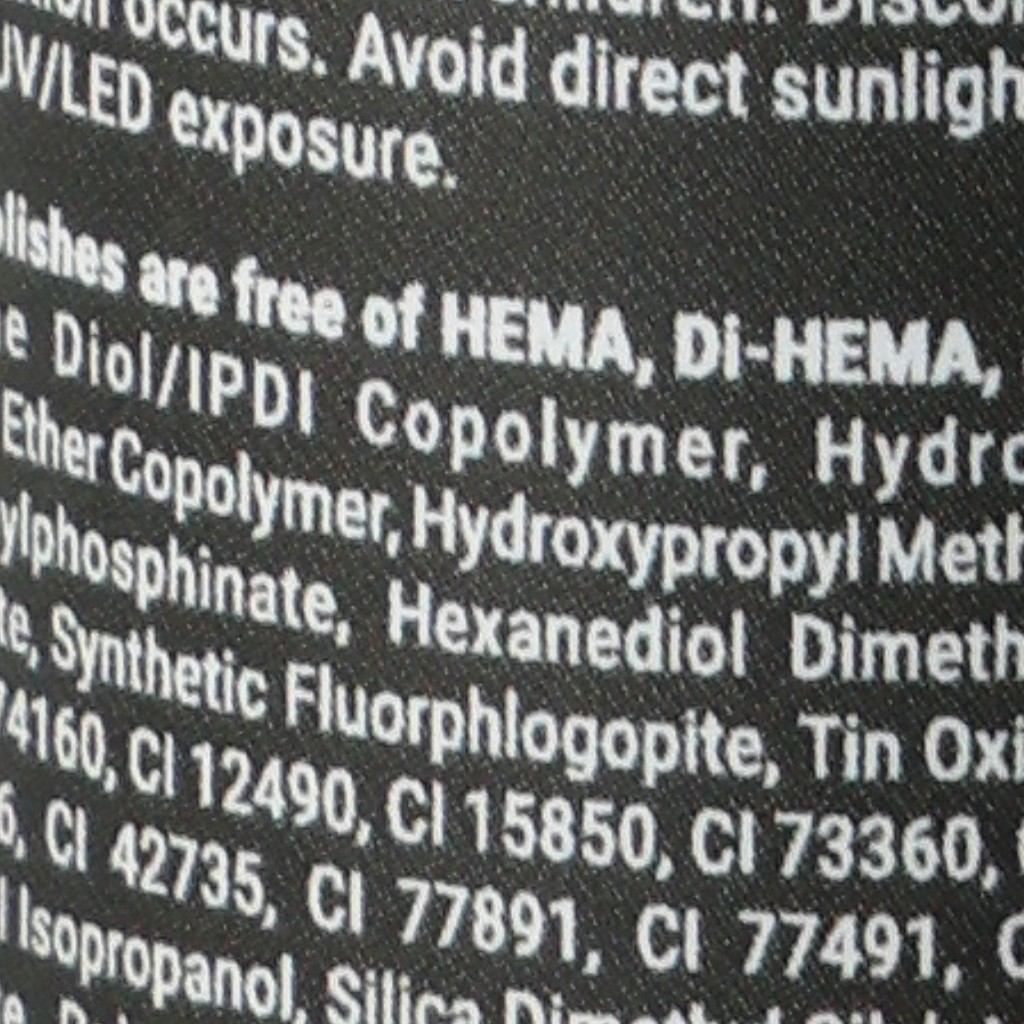 occurs. Avoid direct sunligh
UV/LED exposure.
lishes are free of HEMA, Di-HEMA,
e Diol/IPDI Copolymer, Hydro
Ether Copolymer, Hydroxypropyl Meth
ylphosphinate, Hexanediol Dimeth
te, Synthetic Fluorphlogopite, Tin Oxi
74160, CI 12490, CI 15850, CI 73360,
6, CI 42735, CI 77891, CI 77491, C
Isopropanol, Silica